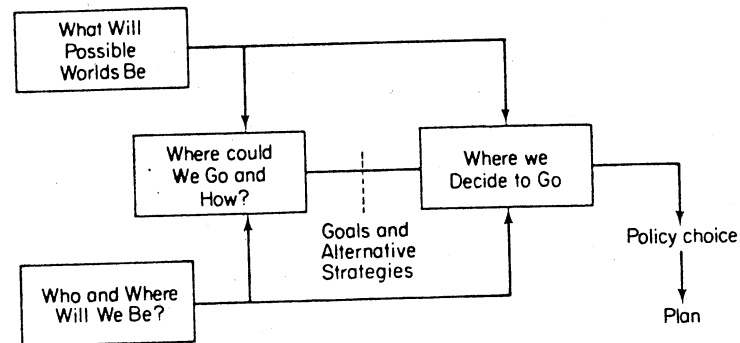 What Will
Possible
Worlds Be
Where could
We Go and
How?
Where we
Decide to Go
Goals and
Alternative
Strategies
Policy choice
Plan
Who and Where
Will We Be?